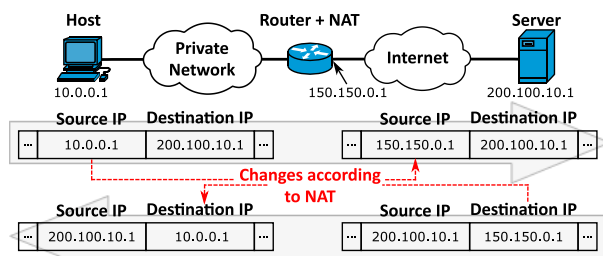 Host
Router + NAT
Server
Private
Network
Internet
10.0.0.1
150.150.0.1
200.100.10.1
Source IP Destination IP
Source IP Destination IP
... 10.0.0.1 200.100.10.1 ...
... 150.150.0.1 200.100.10.1 ...
Changes according
to NAT
Source IP Destination IP
Source IP Destination IP
... 200.100.10.1 10.0.0.1 ...
... 200.100.10.1 150.150.0.1 ...